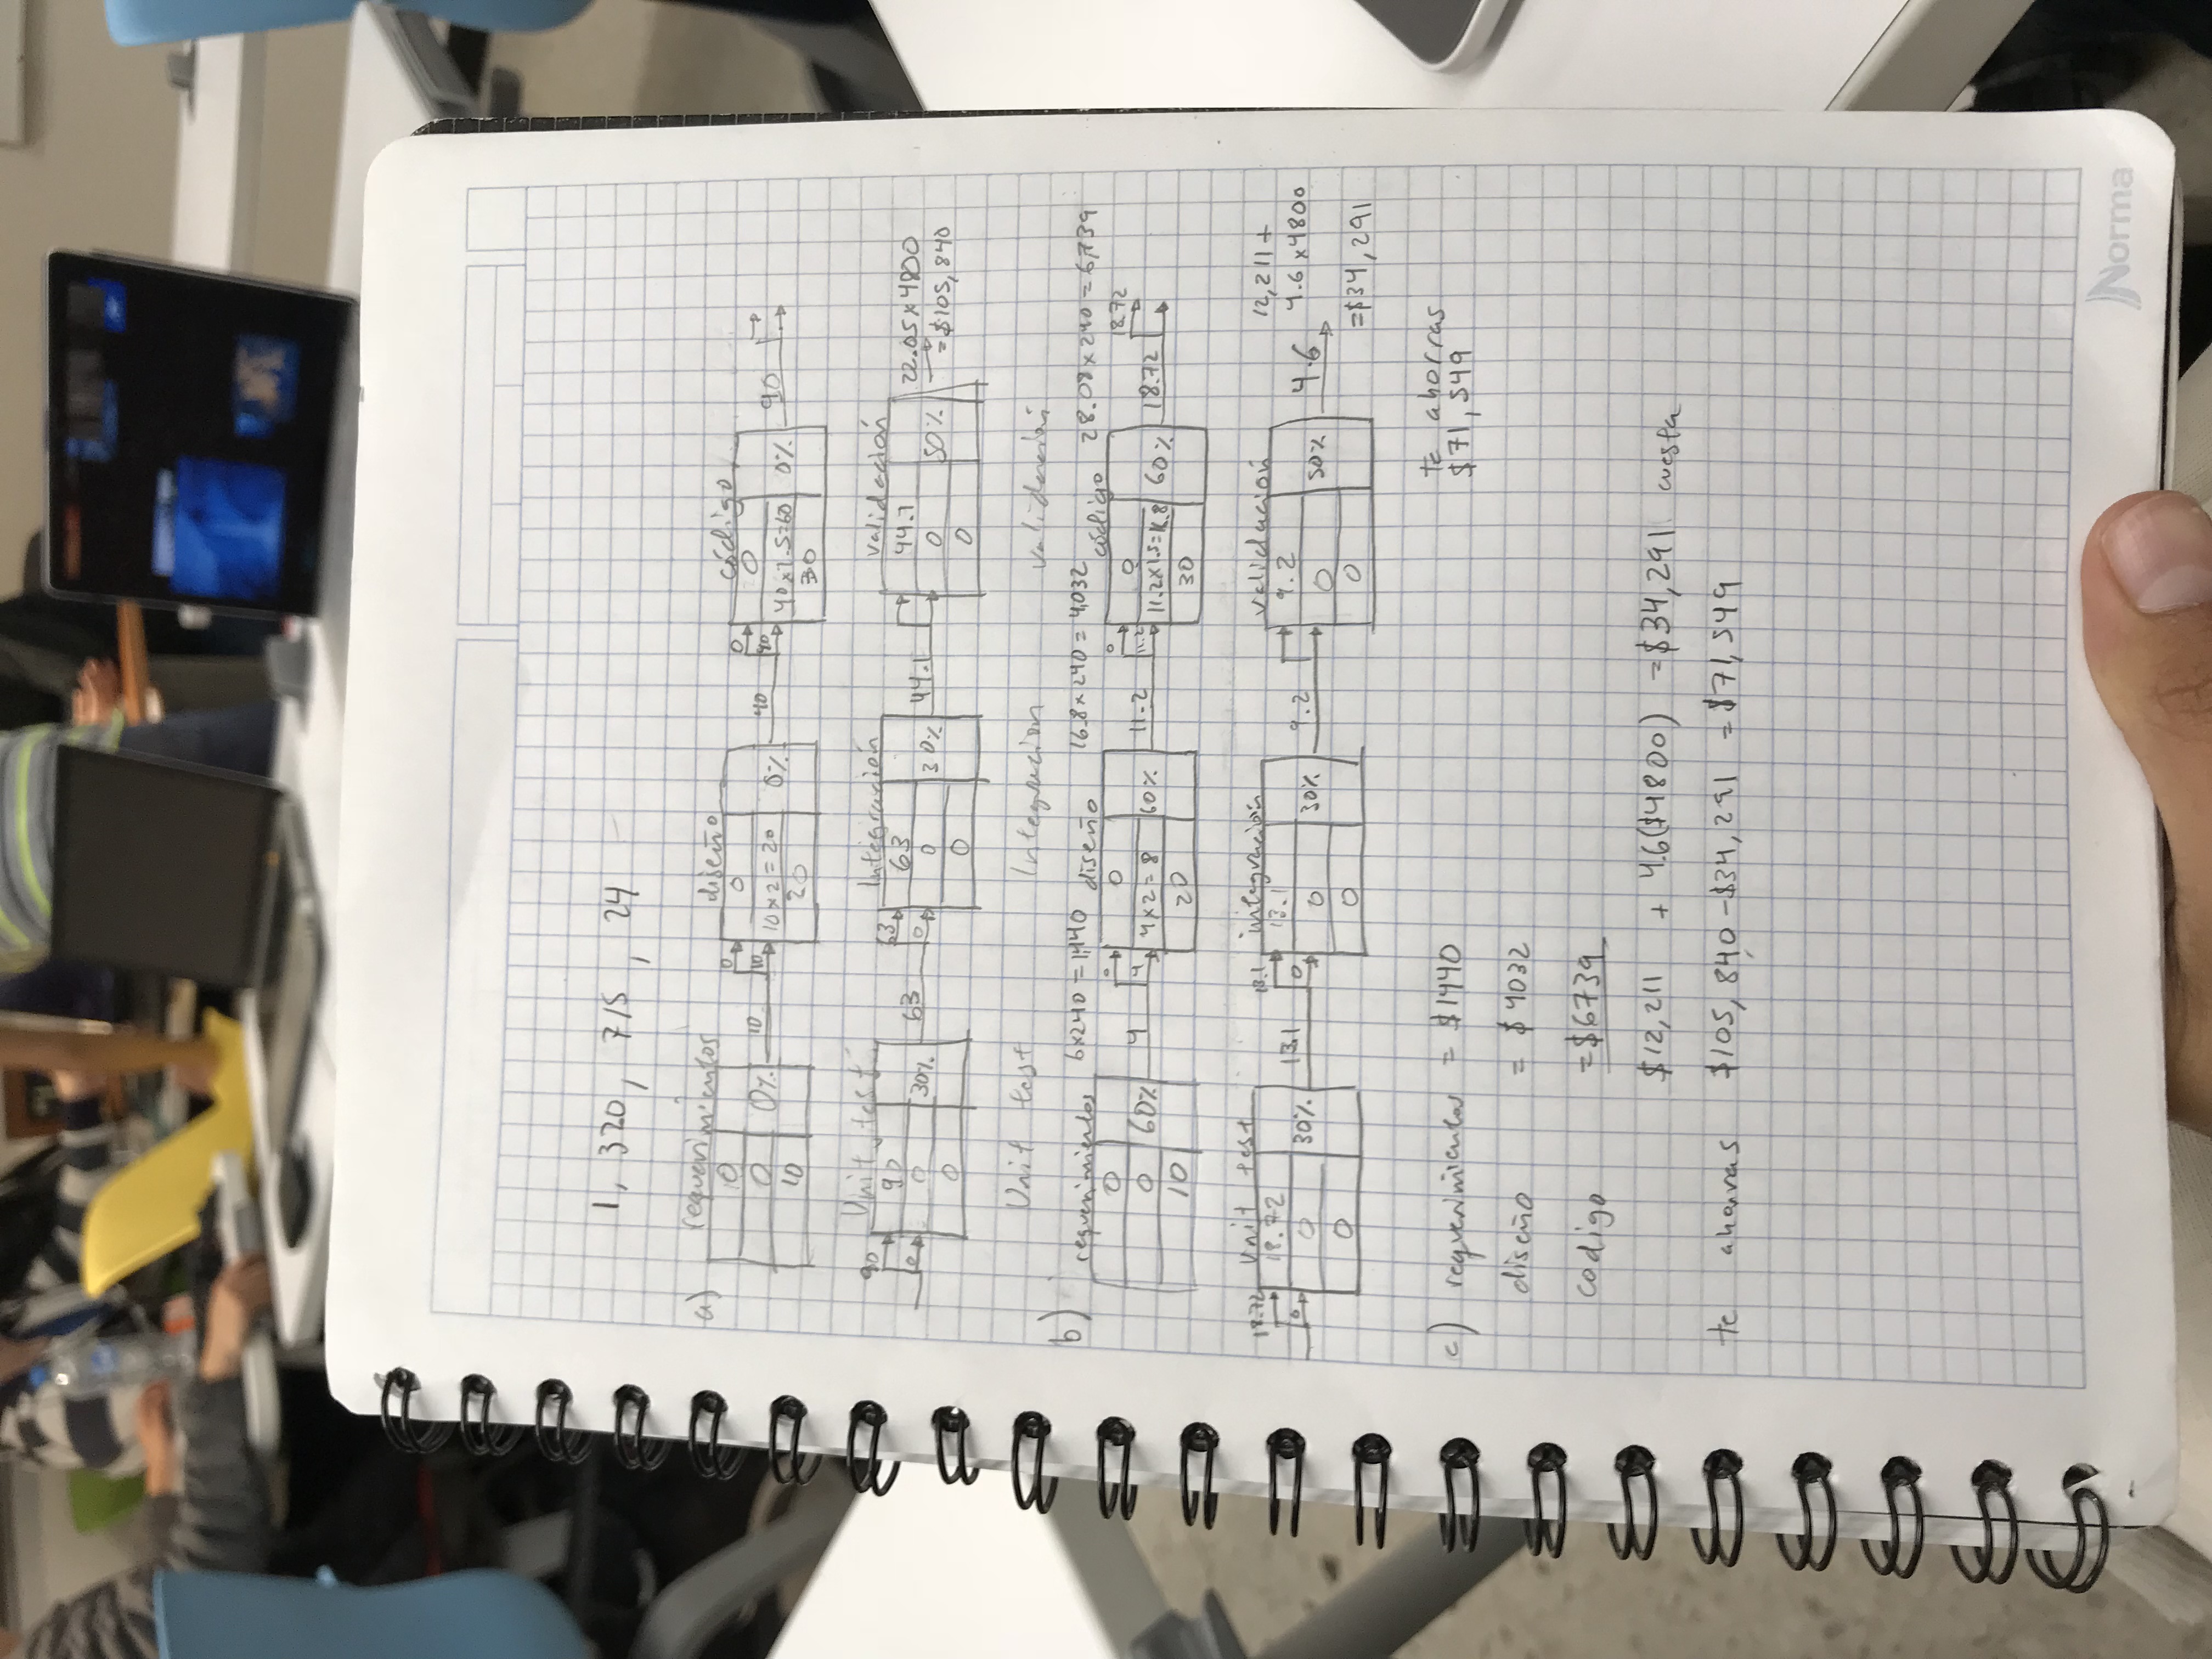 1, 320, 715, 24
a) requerimientos diseño código
0 0 0
0 0% 10 0 10 10 x 2 = 20 0% 40 0 40 40 x 1.5=60 0% 90
10 20 30
Unit test Integración validación
90 90 63 63 44.1
0 0 30% 63 0 0 30% 44.1 0 50% 22.05 x 4800
0 0 0 = $105,840
Unit test Integracion validación
b) requerimientos 6x240 = 1,440 diseño 16.8 x 240 = 4,032 código 28.08 x 240 = 6,739
0 0 0 0 0 18.72
0 60% 4 4 4 x 2 = 8 60% 11.2 11.2 11.2 x 1.5=16.8 60% 18.72
10 20 30
unit test integración validación 12,211 +
18.72 18.72 13.1 13.1 9.2 4.6 x 4800
0 0 30% 13.1 0 0 30% 9.2 0 50% 4.6
0 0 0 =$34,291
te ahorras
$71,549
c) requerimientos = $1440
diseño = $4032
codigo = $6739
$12,211 + 4.6($4800) = $34,291 cuesta
te ahorras $105,840 - $34,291 = $71,549
Norma